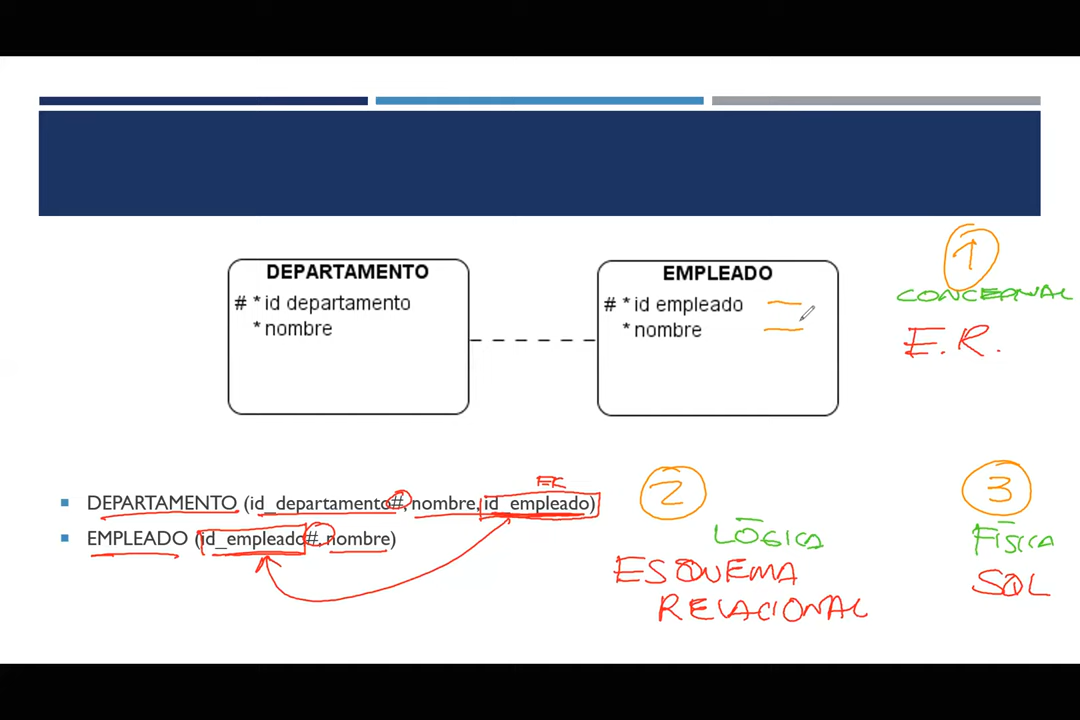 DEPARTAMENTO
# * id departamento
* nombre
EMPLEADO
# * id empleado
* nombre
1
CONCEPNAL
E.R.
FK
DEPARTAMENTO (id_departamento#, nombre, id_empleado)
EMPLEADO (id_empleado#, nombre)
2
LÓGICA
ESQUEMA
RELACIONAL
3
FÍSICA
SQL